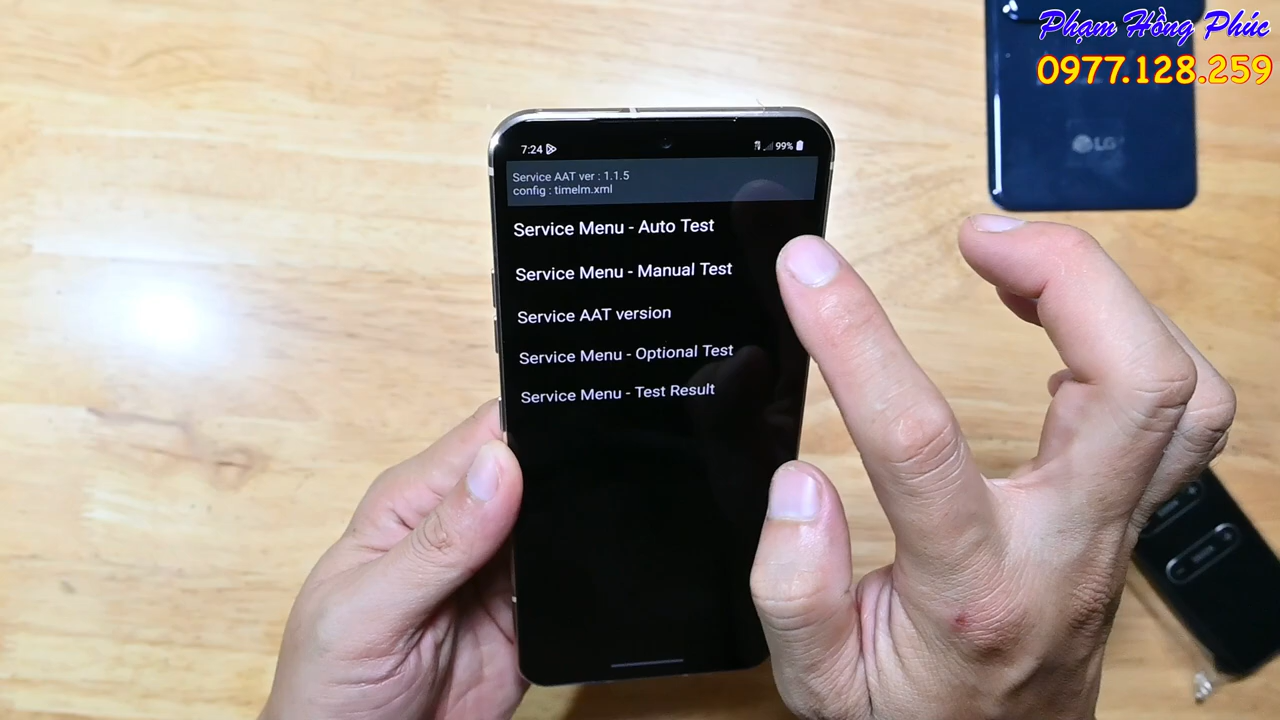 Phạm Hồng Phúc
0977.128.259
LG
7:24
99%
Service AAT ver : 1.1.5
config : timelm.xml
Service Menu - Auto Test
Service Menu - Manual Test
Service AAT version
Service Menu - Optional Test
Service Menu - Test Result